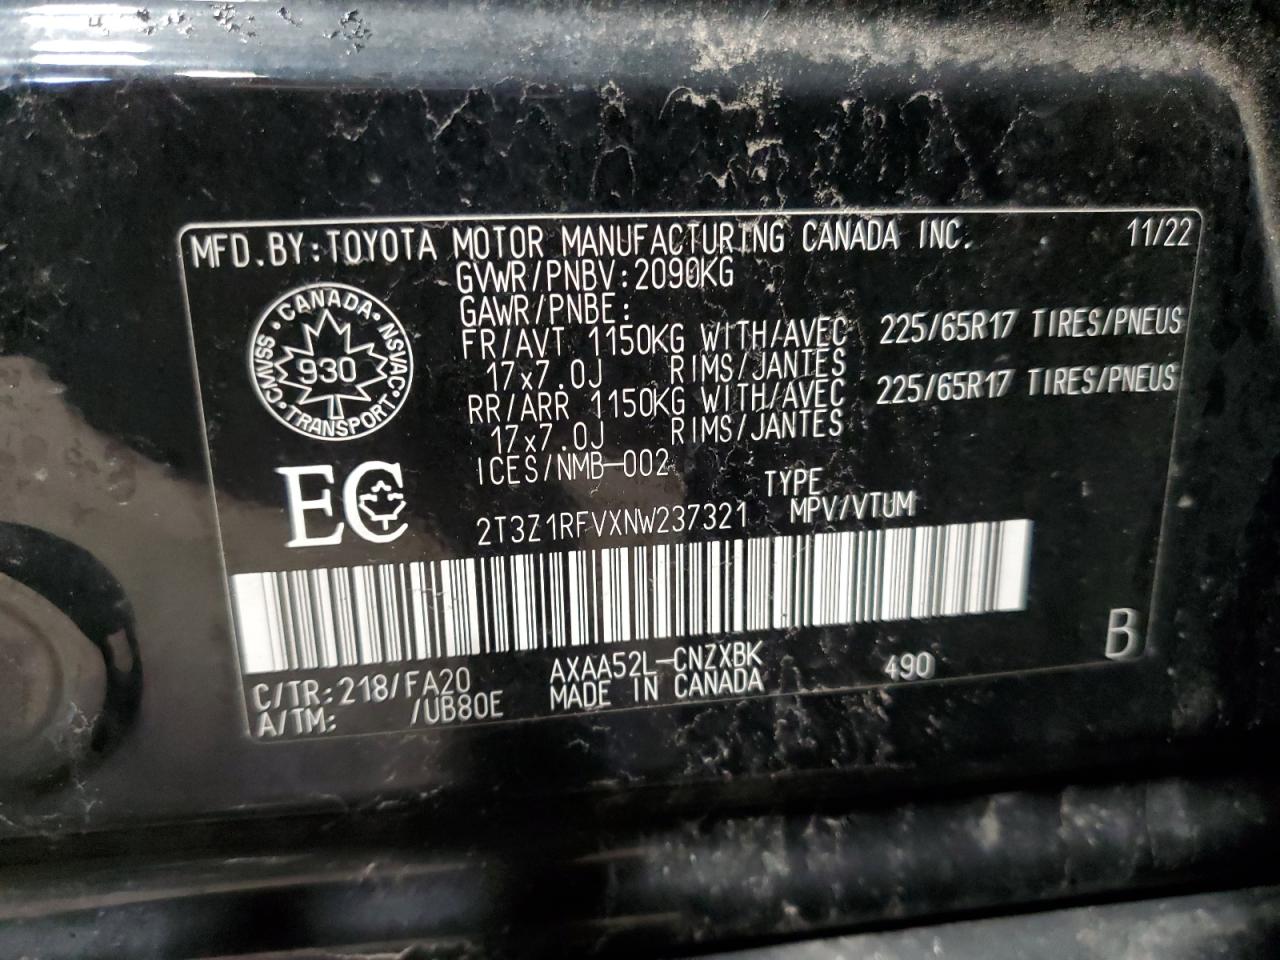 MFD.BY:TOYOTA MOTOR MANUFACTURING CANADA INC. 11/22
GVWR/PNBV:2090KG
GAWR/PNBE:
FR/AVT 1150KG WITH/AVEC 225/65R17 TIRES/PNEUS
17x7.0J RIMS/JANTES
RR/ARR 1150KG WITH/AVEC 225/65R17 TIRES/PNEUS
17x7.0J RIMS/JANTES
ICES/NMB-002
CANADA • NSVAC • TRANSPORT • CMVSS •
930
EC
TYPE
2T3Z1RFVXNW237321 MPV/VTUM
C/TR:218/FA20 AXAA52L-CNZXBK 490 B
A/TM: /UB80E MADE IN CANADA